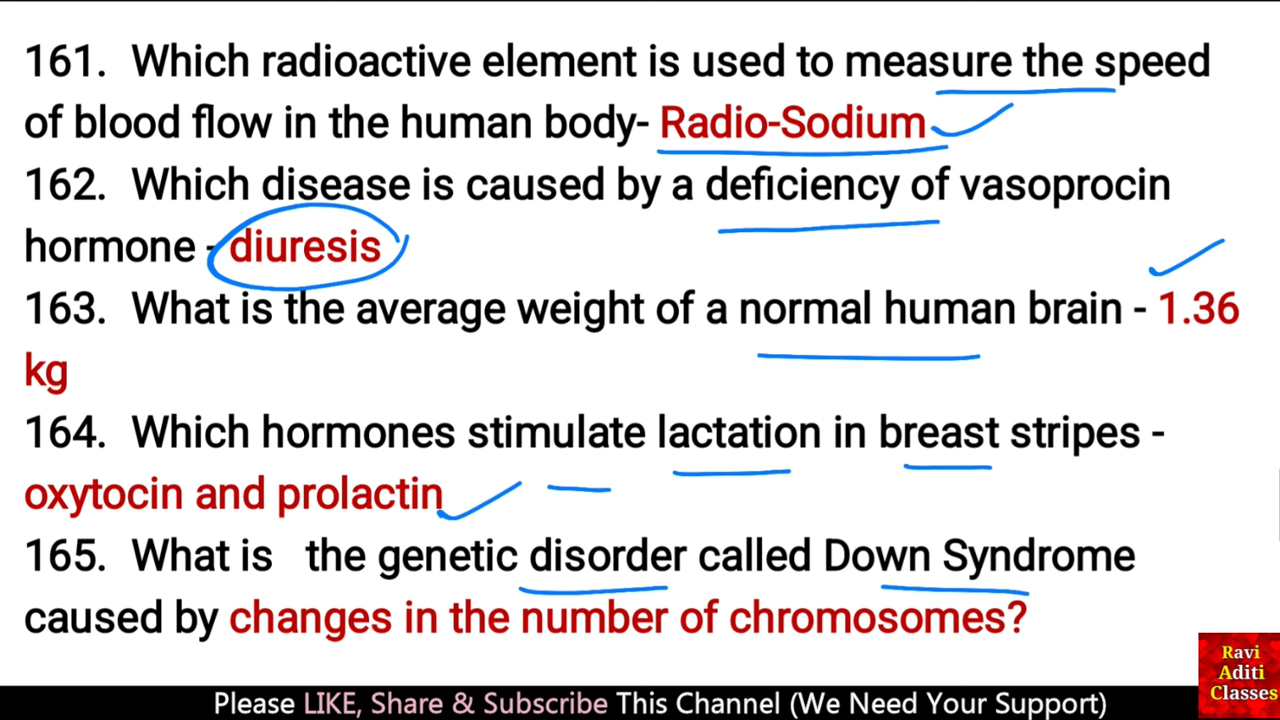 161. Which radioactive element is used to measure the speed
of blood flow in the human body- Radio-Sodium
162. Which disease is caused by a deficiency of vasoprocin
hormone - diuresis
163. What is the average weight of a normal human brain - 1.36
kg
164. Which hormones stimulate lactation in breast stripes -
oxytocin and prolactin
165. What is the genetic disorder called Down Syndrome
caused by changes in the number of chromosomes?
Ravi
Aditi
Classes
Please LIKE, Share & Subscribe This Channel (We Need Your Support)